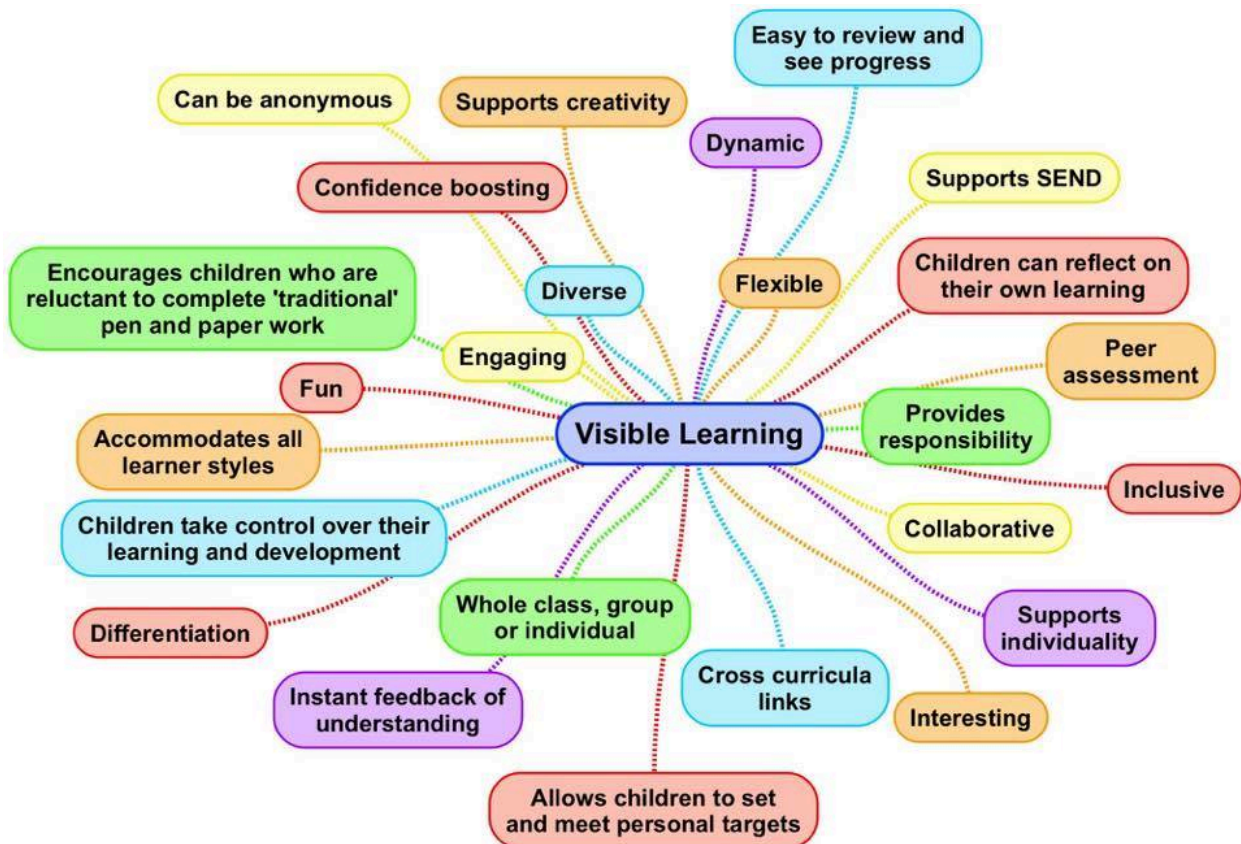 Easy to review and
see progress
Can be anonymous
Supports creativity
Dynamic
Supports SEND
Confidence boosting
Encourages children who are
reluctant to complete 'traditional'
pen and paper work
Diverse
Flexible
Children can reflect on
their own learning
Engaging
Peer
assessment
Fun
Visible Learning
Provides
responsibility
Accommodates all
learner styles
Inclusive
Children take control over their
learning and development
Collaborative
Differentiation
Whole class, group
or individual
Supports
individuality
Instant feedback of
understanding
Cross curricula
links
Interesting
Allows children to set
and meet personal targets